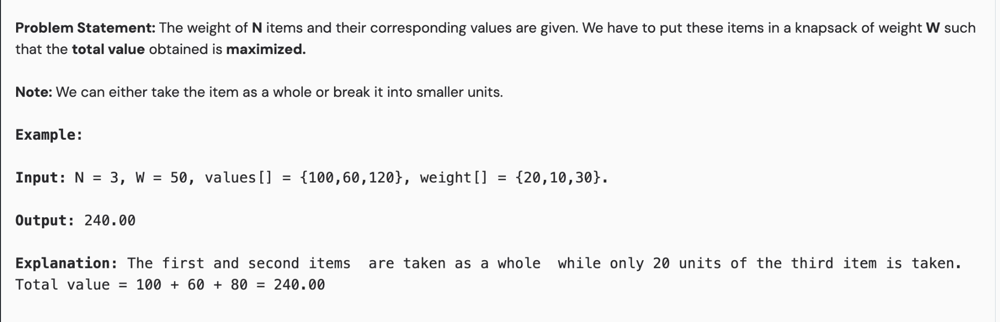 Problem Statement: The weight of N items and their corresponding values are given. We have to put these items in a knapsack of weight W such
that the total value obtained is maximized.
Note: We can either take the item as a whole or break it into smaller units.
Example:
Input: N = 3, W = 50, values[] = {100,60,120}, weight[] = {20,10,30}.
Output: 240.00
Explanation: The first and second items  are taken as a whole  while only 20 units of the third item is taken.
Total value = 100 + 60 + 80 = 240.00